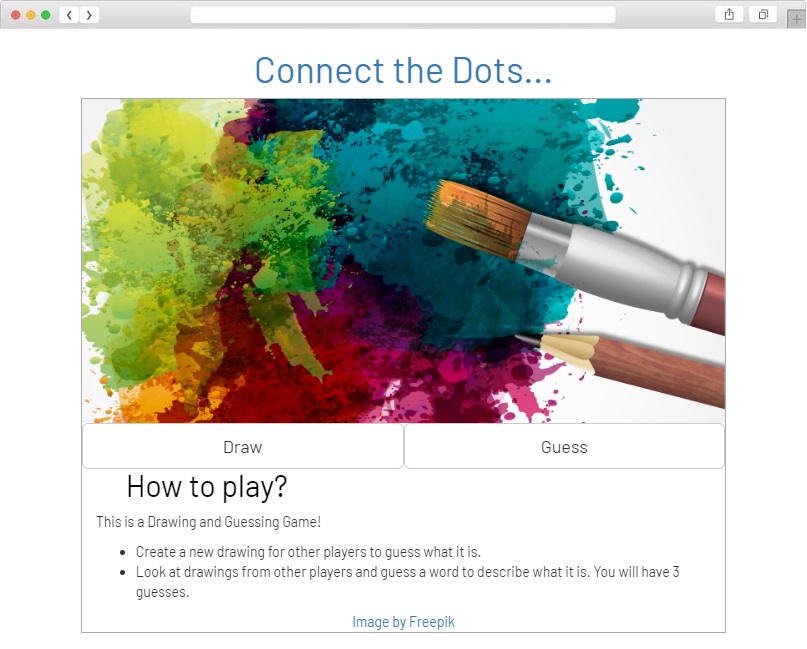 Connect the Dots...
Draw
Guess
How to play?
This is a Drawing and Guessing Game!
Create a new drawing for other players to guess what it is.
Look at drawings from other players and guess a word to describe what it is. You will have 3
guesses.
Image by Freepik